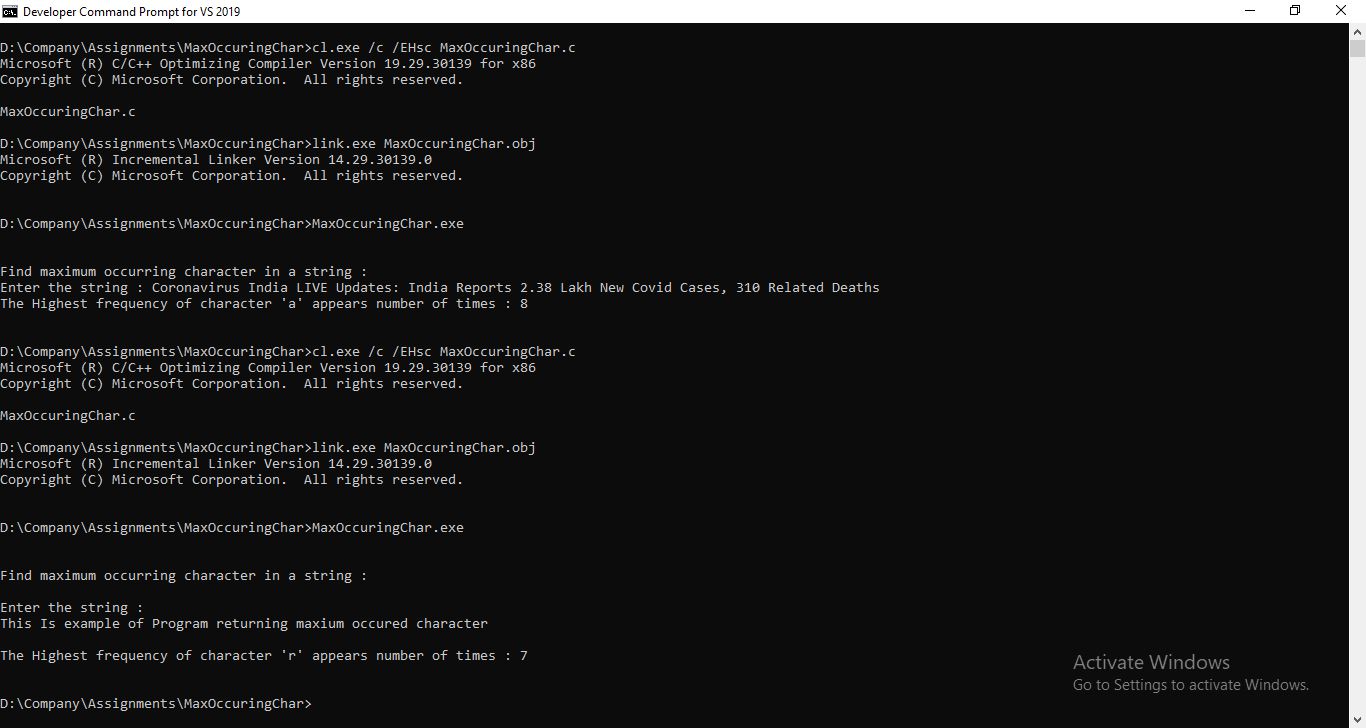 Developer Command Prompt for VS 2019
D:\Company\Assignments\MaxOccuringChar>cl.exe /c /EHsc MaxOccuringChar.c
Microsoft (R) C/C++ Optimizing Compiler Version 19.29.30139 for x86
Copyright (C) Microsoft Corporation.  All rights reserved.
MaxOccuringChar.c
D:\Company\Assignments\MaxOccuringChar>link.exe MaxOccuringChar.obj
Microsoft (R) Incremental Linker Version 14.29.30139.0
Copyright (C) Microsoft Corporation.  All rights reserved.
D:\Company\Assignments\MaxOccuringChar>MaxOccuringChar.exe
Find maximum occurring character in a string :
Enter the string : Coronavirus India LIVE Updates: India Reports 2.38 Lakh New Covid Cases, 310 Related Deaths
The Highest frequency of character 'a' appears number of times : 8
D:\Company\Assignments\MaxOccuringChar>cl.exe /c /EHsc MaxOccuringChar.c
Microsoft (R) C/C++ Optimizing Compiler Version 19.29.30139 for x86
Copyright (C) Microsoft Corporation.  All rights reserved.
MaxOccuringChar.c
D:\Company\Assignments\MaxOccuringChar>link.exe MaxOccuringChar.obj
Microsoft (R) Incremental Linker Version 14.29.30139.0
Copyright (C) Microsoft Corporation.  All rights reserved.
D:\Company\Assignments\MaxOccuringChar>MaxOccuringChar.exe
Find maximum occurring character in a string :
Enter the string :
This Is example of Program returning maxium occured character
The Highest frequency of character 'r' appears number of times : 7
Activate Windows
Go to Settings to activate Windows.
D:\Company\Assignments\MaxOccuringChar>